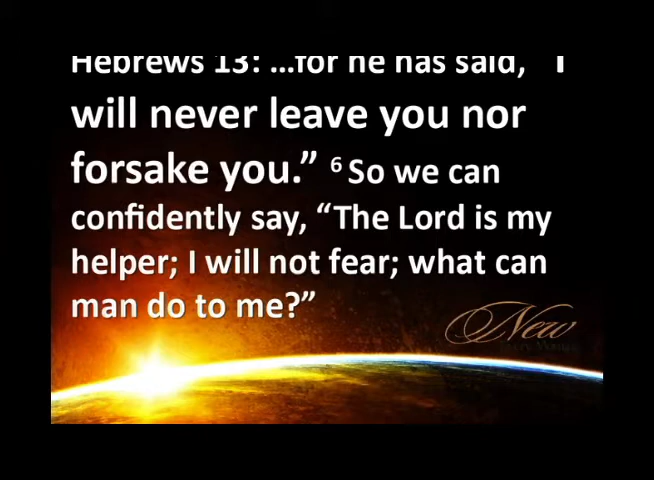 Hebrews 13: ...for he has said, I
will never leave you nor
forsake you.” 6 So we can
confidently say, “The Lord is my
helper; I will not fear; what can
man do to me?”
New